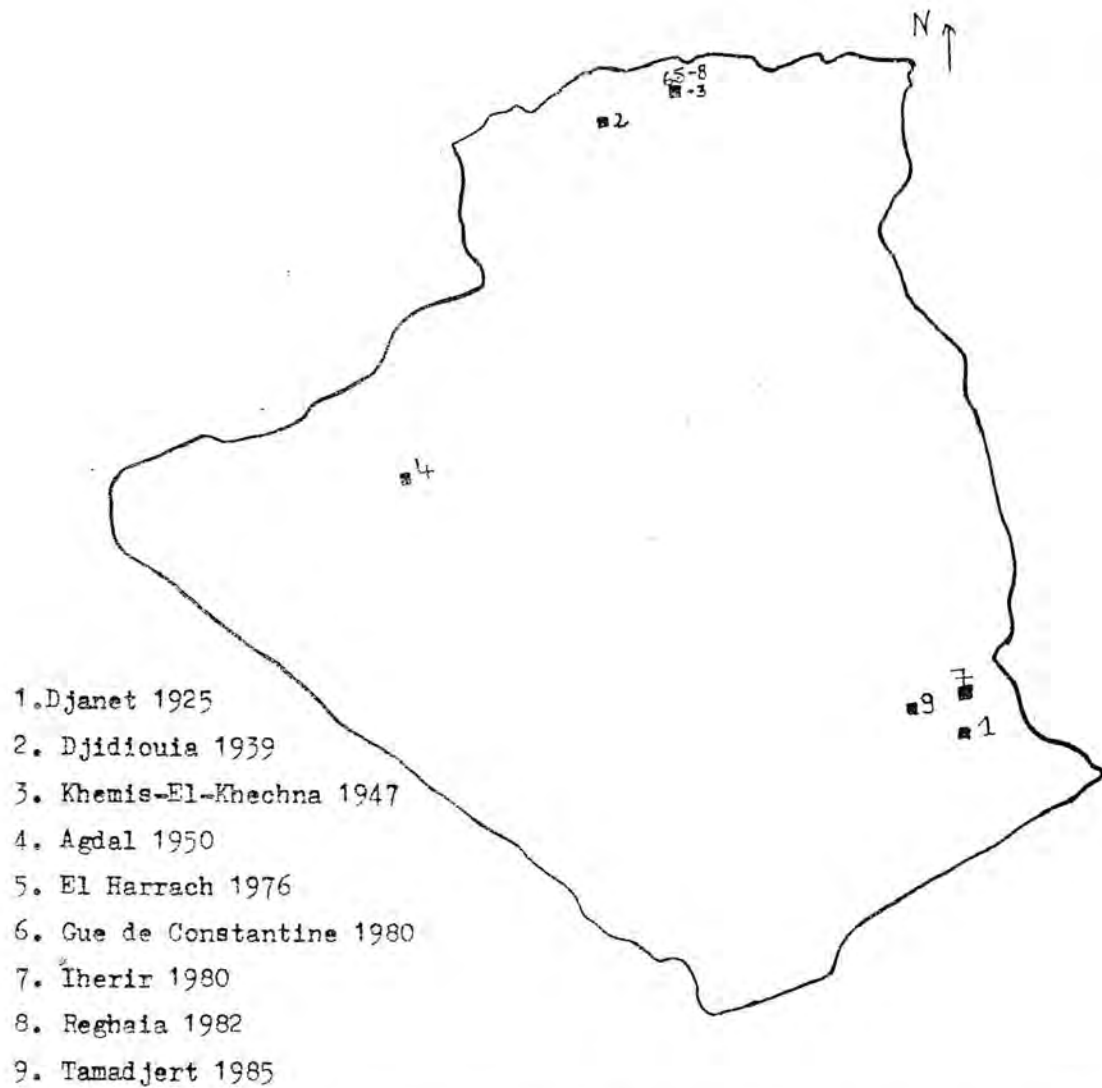 N
65-8
-3
2
4
7
9
1
1.Djanet 1925
2. Djidiouia 1939
3. Khemis-El-Khechna 1947
4. Agdal 1950
5. El Harrach 1976
6. Gue de Constantine 1980
7. Iherir 1980
8. Reghaia 1982
9. Tamadjert 1985